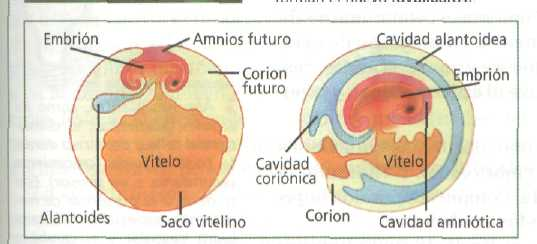 Embrión
Amnios futuro
Corion
futuro
Vitelo
Alantoides
Saco vitelino
Cavidad alantoidea
Embrión
Cavidad
coriónica
Vitelo
Corion
Cavidad amniótica